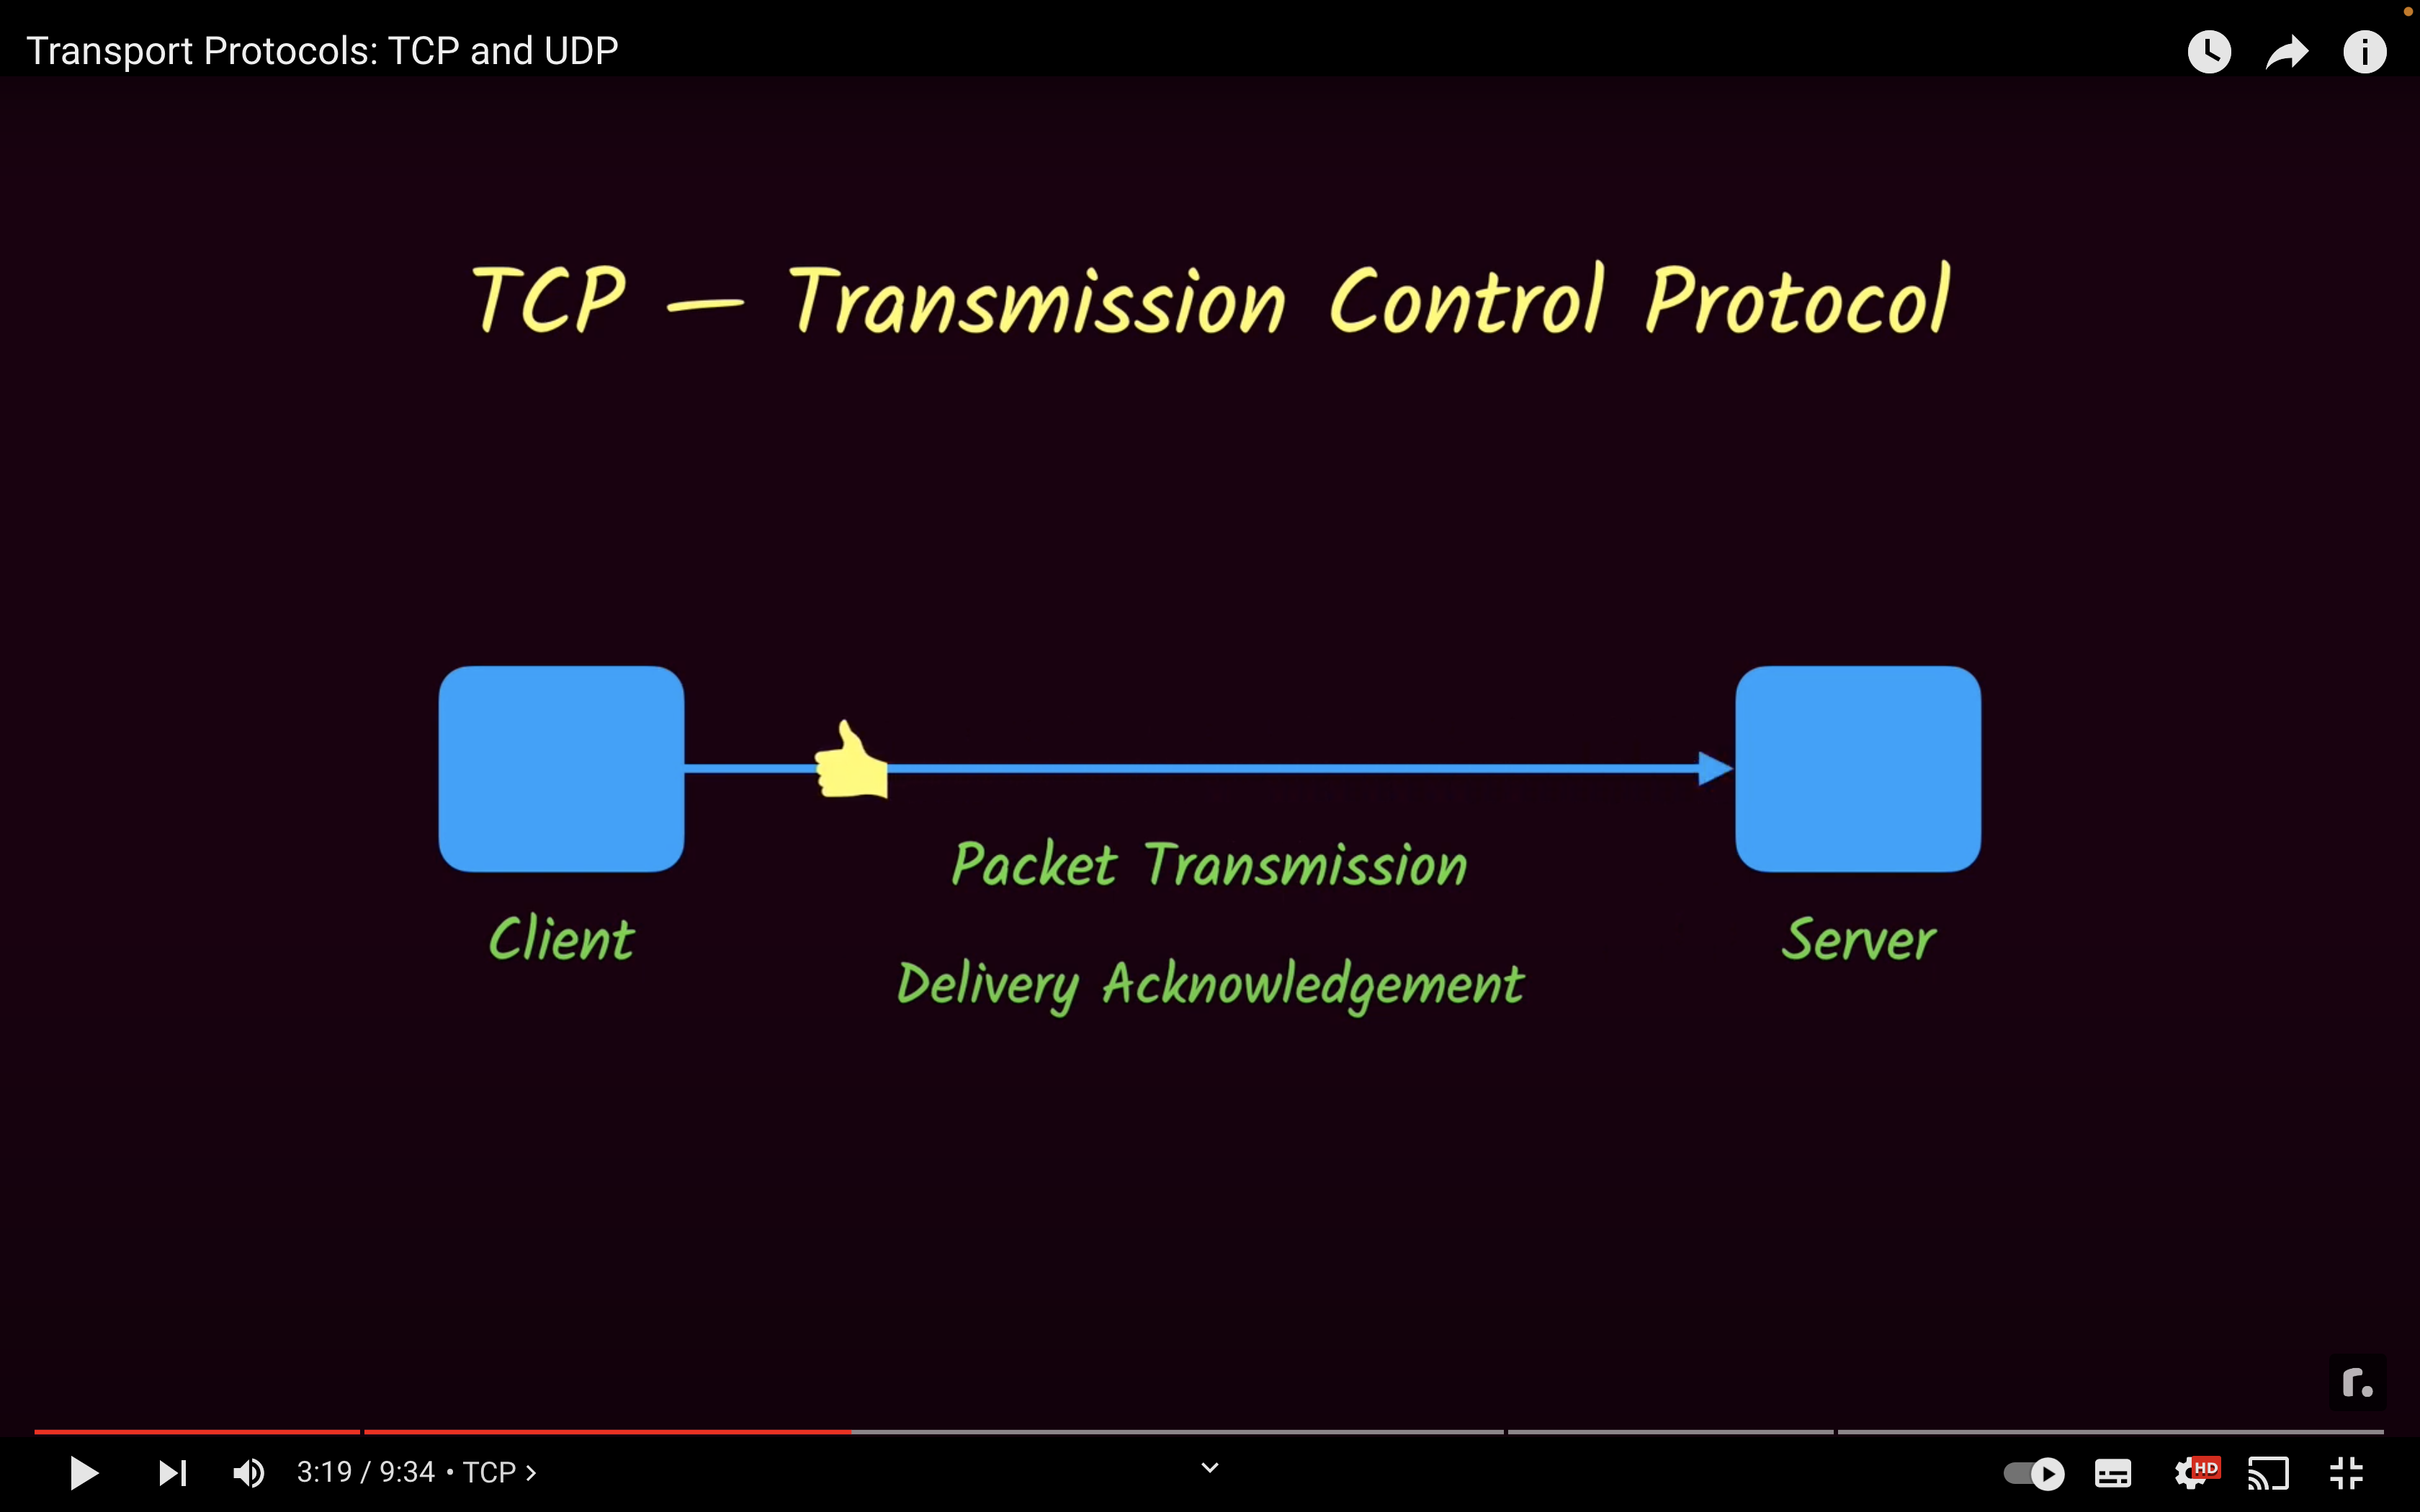 Transport Protocols: TCP and UDP
TCP — Transmission Control Protocol
Packet Transmission
Client
Server
Delivery Acknowledgement
3:19 / 9:34 • TCP >
HD
r.